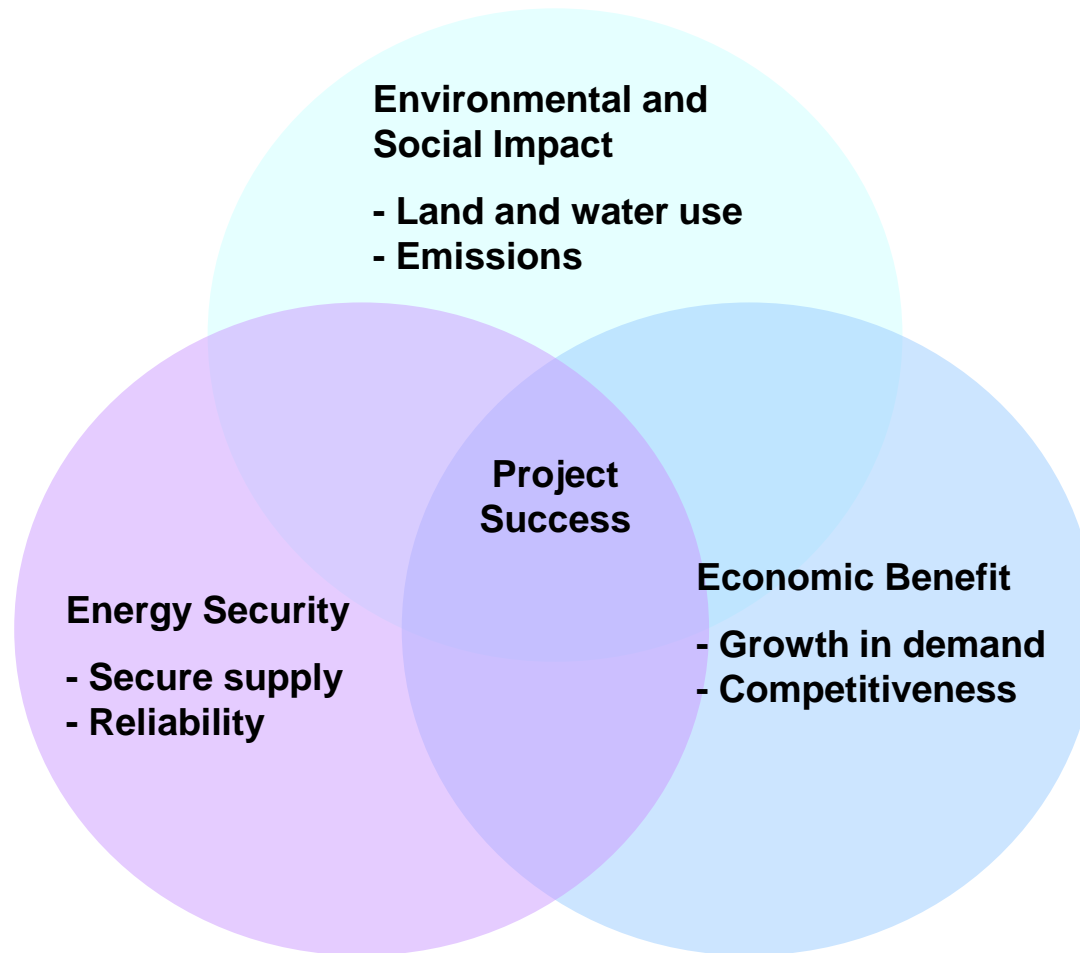 Environmental and
Social Impact
- Land and water use
- Emissions
Project
Success
Energy Security
- Secure supply
- Reliability
Economic Benefit
- Growth in demand
- Competitiveness